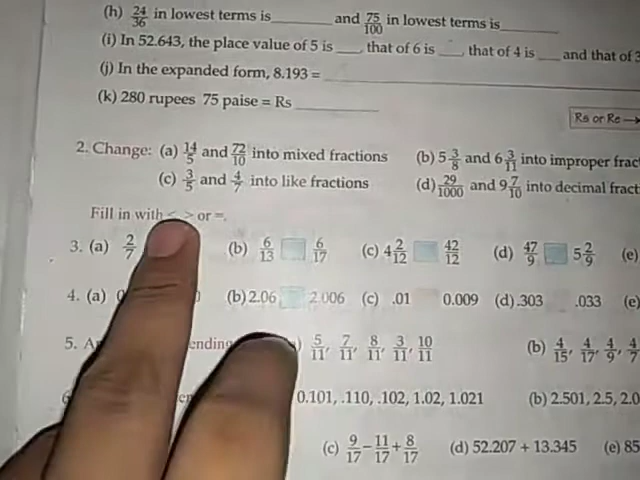 (h) 24/36 in lowest terms is ________ and 75/100 in lowest terms is ________
(i) In 52.643, the place value of 5 is ___ that of 6 is ___ that of 4 is ___ and that of 3
(j) In the expanded form, 8.193 = ________
(k) 280 rupees 75 paise = Rs ________
Rs or Re →
2. Change: (a) 14/5 and 72/10 into mixed fractions (b) 5 3/8 and 6 3/11 into improper
(c) 3/5 and 4/7 into like fractions (d) 29/1000 and 9 7/10 into decimal
Fill in with < > or =.
3. (a) 2/7 (b) 6/13 □ 6/17 (c) 4 2/12 □ 42/12 (d) 47/9 □ 5 2/9 (e)
4. (a) (b) 2.06 □ 2.006 (c) .01 □ 0.009 (d) .303 □ .033 (e)
5. 5/11, 7/11, 8/11, 3/11, 10/11 (b) 4/15, 4/17, 4/9, 4/7
0.101, .110, .102, 1.02, 1.021 (b) 2.501, 2.5, 2.0
(c) 9/17 − 11/17 + 8/17 (d) 52.207 + 13.345 (e) 85